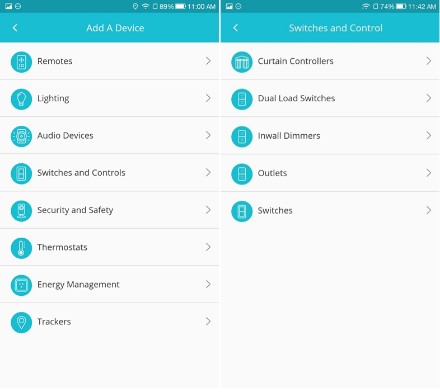 89% 11:00 AM
Add A Device
Remotes
Lighting
Audio Devices
Switches and Controls
Security and Safety
Thermostats
Energy Management
Trackers
74% 11:42 AM
Switches and Control
Curtain Controllers
Dual Load Switches
Inwall Dimmers
Outlets
Switches